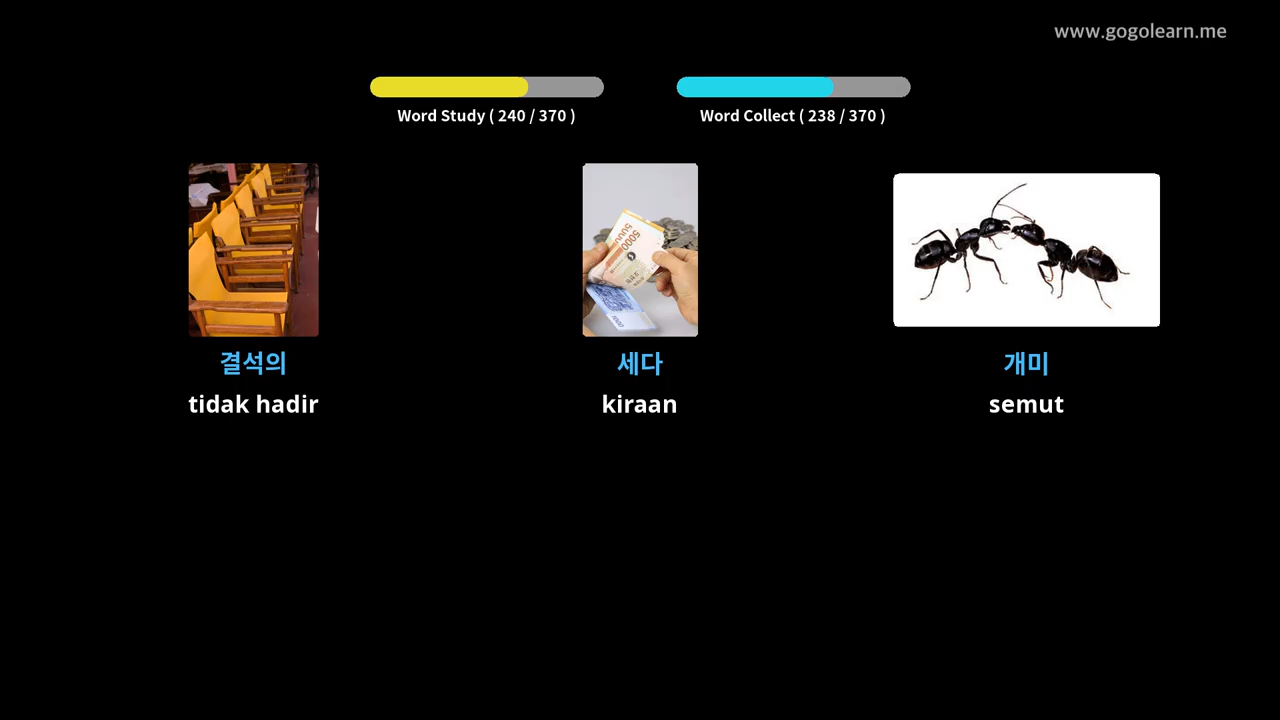 www.gogolearn.me
Word Study ( 240 / 370 )
Word Collect ( 238 / 370 )
결석의
세다
개미
tidak hadir
kiraan
semut